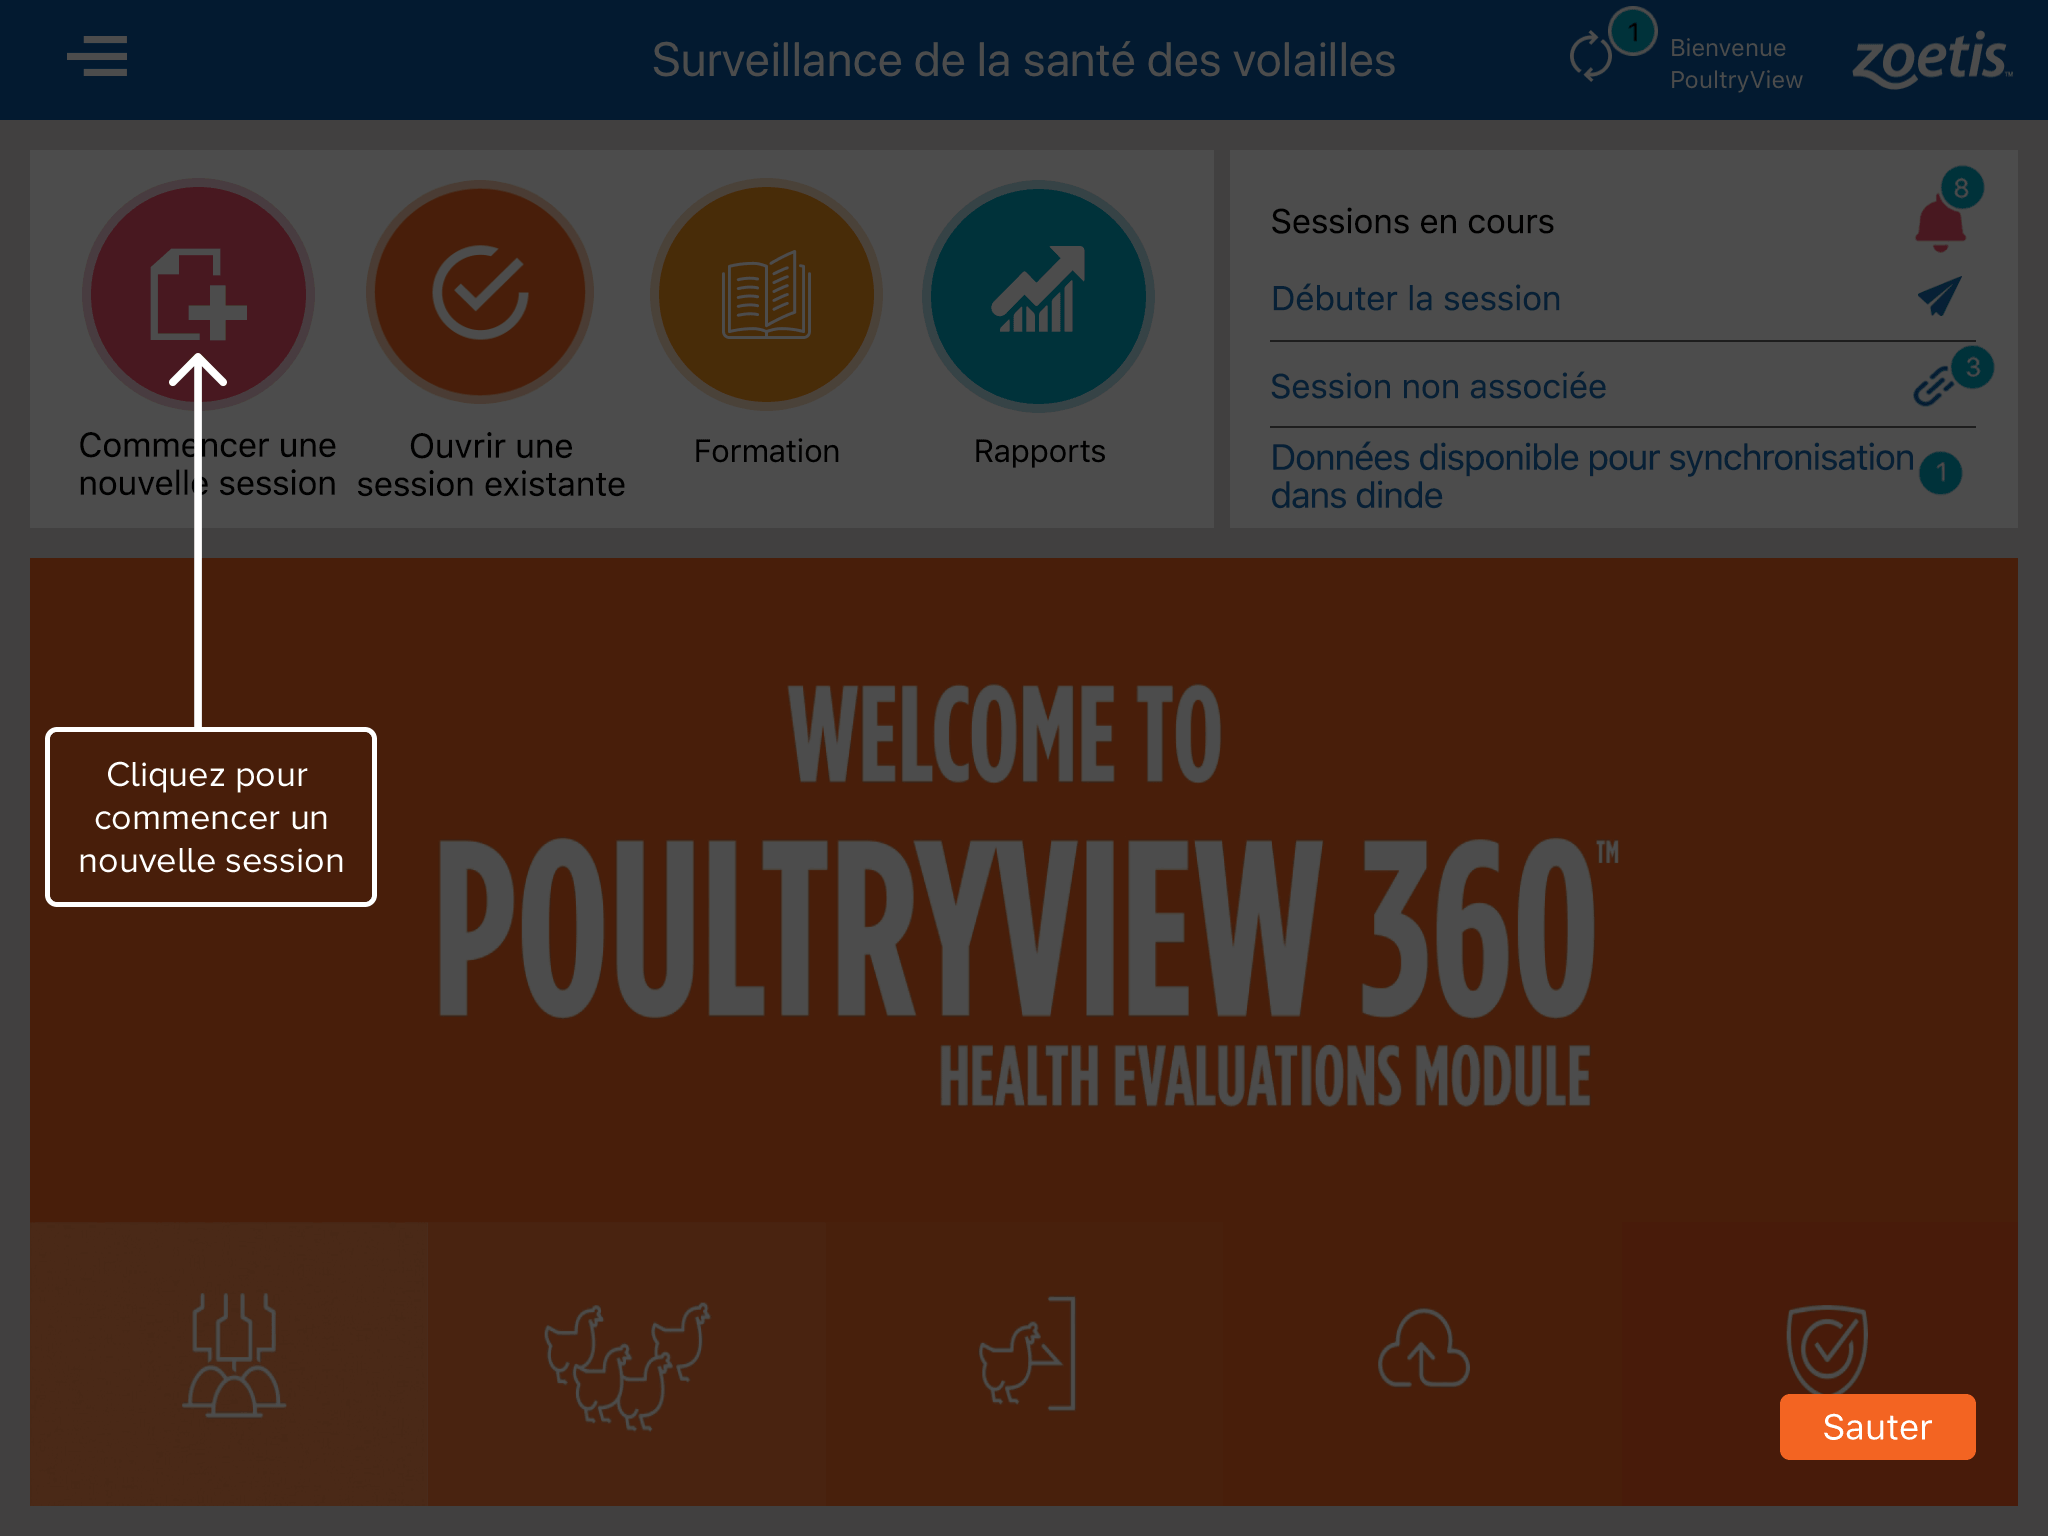 Surveillance de la santé des volailles
1
Bienvenue
PoultryView
zoetis™
Commencer une
nouvelle session
Ouvrir une
session existante
Formation
Rapports
Sessions en cours
8
Débuter la session
Session non associée
3
Données disponible pour synchronisation
dans dinde
1
Cliquez pour
commencer un
nouvelle session
WELCOME TO
POULTRYVIEW 360™
HEALTH EVALUATIONS MODULE
Sauter